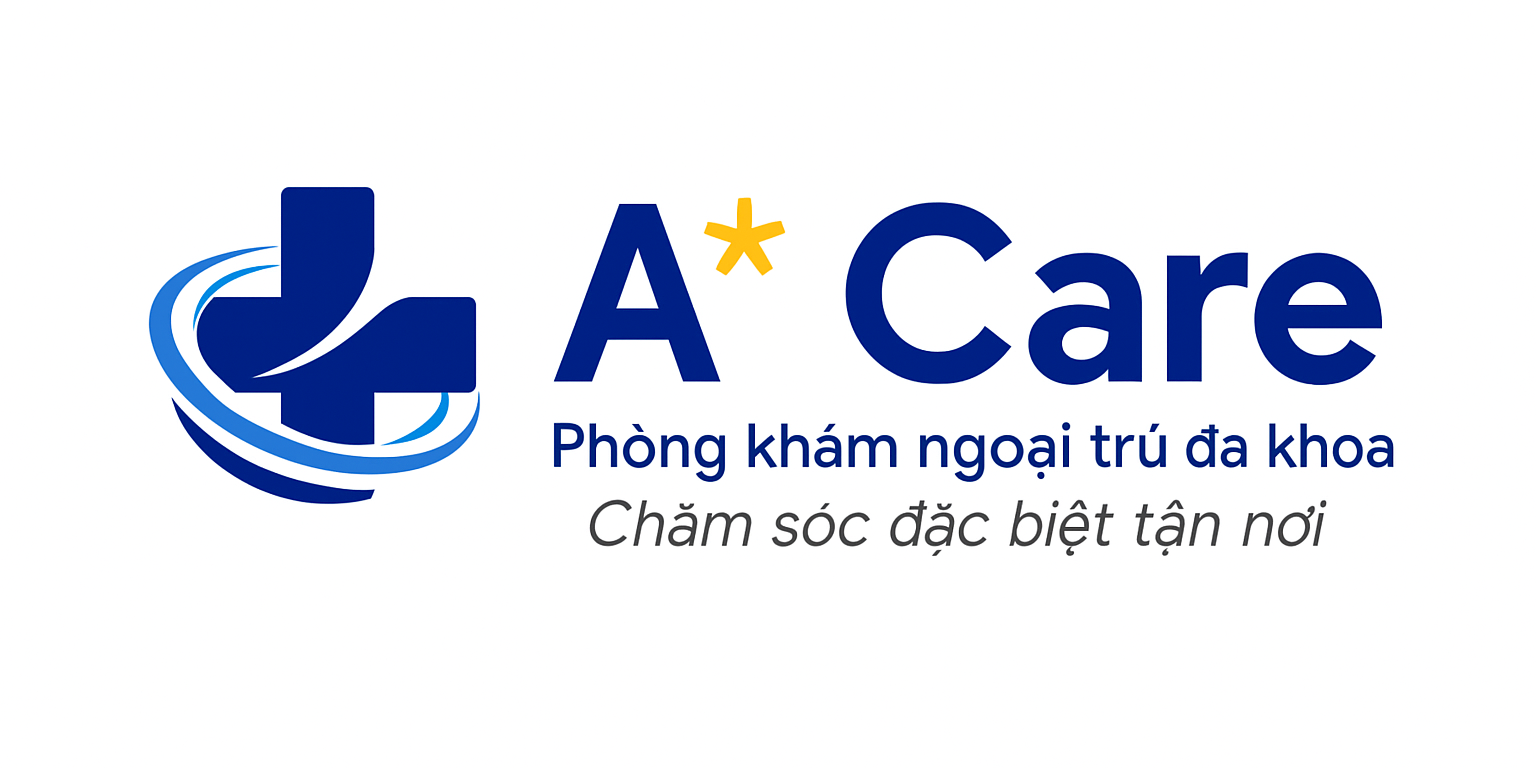 A* Care
Phòng khám ngoại trú đa khoa
Chăm sóc đặc biệt tận nơi